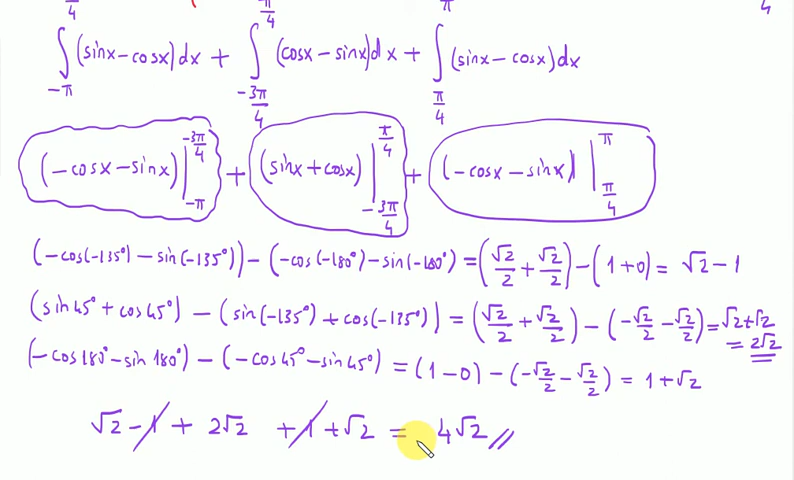 π/4 π/4 π 4
∫_{-π} (sinx-cosx)dx + ∫_{-3π/4} (cosx-sinx)dx + ∫_{π/4} (sinx-cosx)dx
(-cosx-sinx)|_{-π}^{-3π/4} + (sinx+cosx)|_{-3π/4}^{π/4} + (-cosx-sinx)|_{π/4}^{π}
(-cos(-135°)-sin(-135°))-(-cos(-180°)-sin(-180°)=(√2/2+√2/2)-(1+0)=√2-1
(sin45°+cos45°)-(sin(-135°)+cos(-135°))=(√2/2+√2/2)-(-√2/2-√2/2)=√2+√2
=2√2
(-cos180°-sin180°)-(-cos45°-sin45°)=(1-0)-(-√2/2-√2/2)=1+√2
√2-1+2√2+1+√2=4√2//